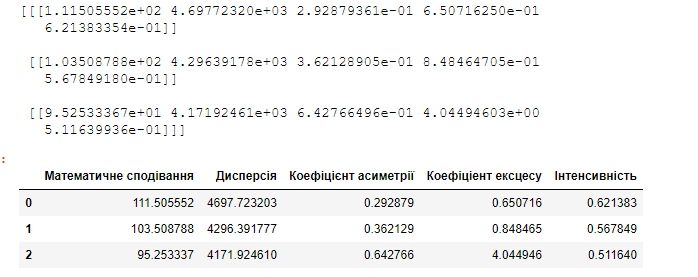 [[[1.11505552e+02 4.69772320e+03 2.92879361e-01 6.50716250e-01
6.21383354e-01]]
[[1.03508788e+02 4.29639178e+03 3.62128905e-01 8.48464705e-01
5.67849180e-01]]
[[9.52533367e+01 4.17192461e+03 6.42766496e-01 4.04494603e+00
5.11639936e-01]]]
:
Математичне сподівання Дисперсія Коефіцієнт асиметрії Коефіціент ексцесу Інтенсивність
0 111.505552 4697.723203 0.292879 0.650716 0.621383
1 103.508788 4296.391777 0.362129 0.848465 0.567849
2 95.253337 4171.924610 0.642766 4.044946 0.511640